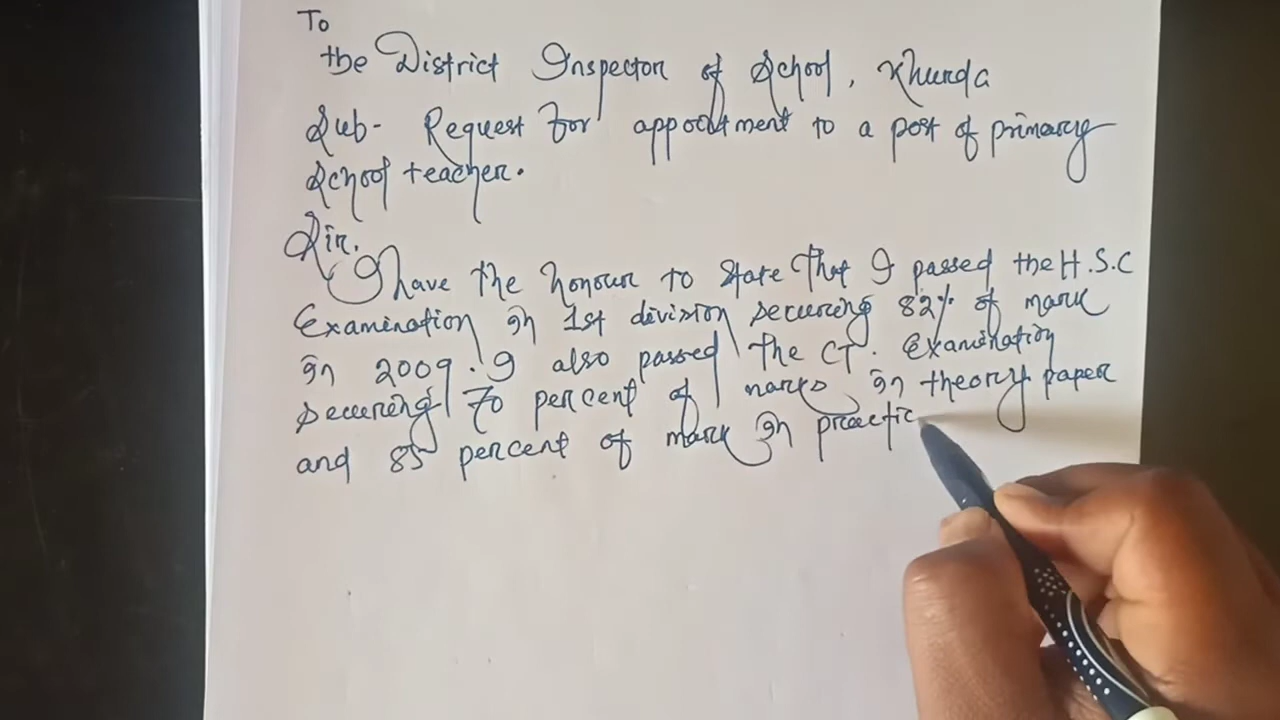 To
the District Inspector of School, Khurda
Sub- Request for appointment to a post of primary
School teacher.
Sir.
I have the honour to state that I passed the H.S.C
Examination in 1st division securing 82% of mark
in 2009. I also passed the CT. Examination
securing 70 percent of marks in theory paper
and 85 percent of mark in practic